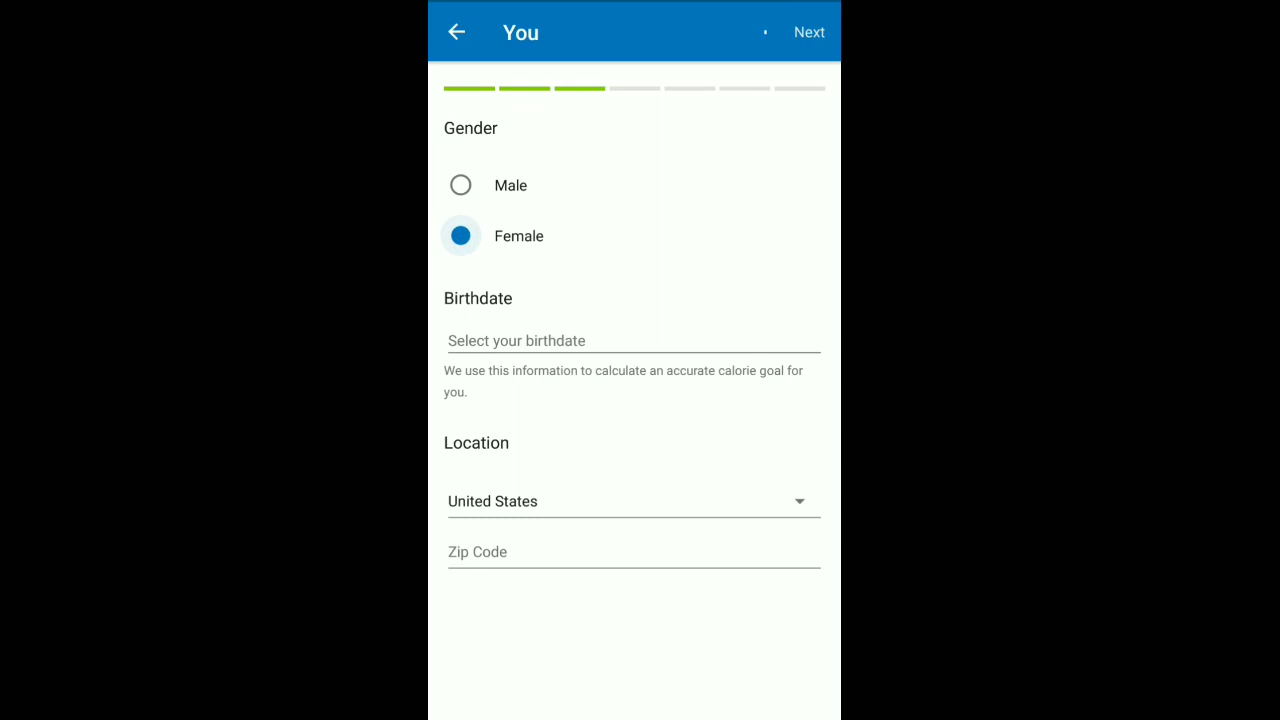 You
Next
Gender
Male
Female
Birthdate
Select your birthdate
We use this information to calculate an accurate calorie goal for
you.
Location
United States
Zip Code